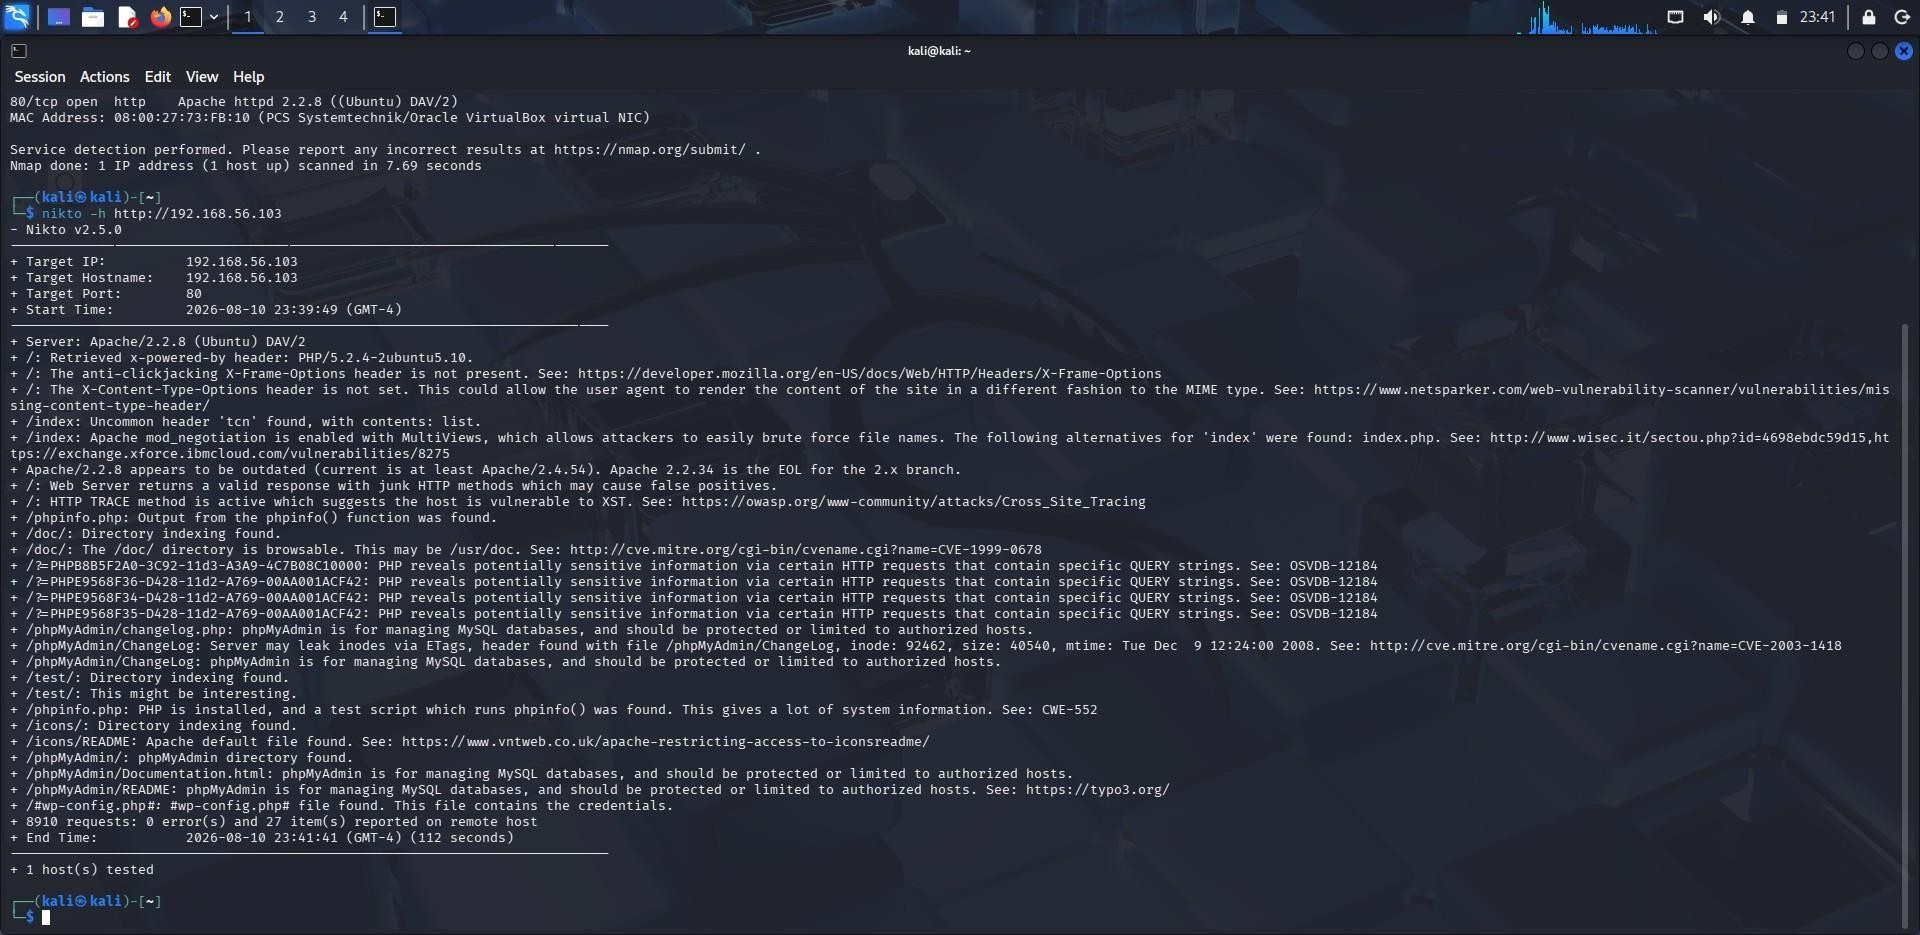 1 2 3 4 23:41
kali@kali: ~
Session Actions Edit View Help
80/tcp open  http    Apache httpd 2.2.8 ((Ubuntu) DAV/2)
MAC Address: 08:00:27:73:FB:10 (PCS Systemtechnik/Oracle VirtualBox virtual NIC)
Service detection performed. Please report any incorrect results at https://nmap.org/submit/ .
Nmap done: 1 IP address (1 host up) scanned in 7.69 seconds
┌──(kali㉿kali)-[~]
└─$ nikto -h http://192.168.56.103
- Nikto v2.5.0
+ Target IP:          192.168.56.103
+ Target Hostname:    192.168.56.103
+ Target Port:        80
+ Start Time:         2026-08-10 23:39:49 (GMT-4)
+ Server: Apache/2.2.8 (Ubuntu) DAV/2
+ /: Retrieved x-powered-by header: PHP/5.2.4-2ubuntu5.10.
+ /: The anti-clickjacking X-Frame-Options header is not present. See: https://developer.mozilla.org/en-US/docs/Web/HTTP/Headers/X-Frame-Options
+ /: The X-Content-Type-Options header is not set. This could allow the user agent to render the content of the site in a different fashion to the MIME type. See: https://www.netsparker.com/web-vulnerability-scanner/vulnerabilities/mis
sing-content-type-header/
+ /index: Uncommon header 'tcn' found, with contents: list.
+ /index: Apache mod_negotiation is enabled with MultiViews, which allows attackers to easily brute force file names. The following alternatives for 'index' were found: index.php. See: http://www.wisec.it/sectou.php?id=4698ebdc59d15,ht
tps://exchange.xforce.ibmcloud.com/vulnerabilities/8275
+ Apache/2.2.8 appears to be outdated (current is at least Apache/2.4.54). Apache 2.2.34 is the EOL for the 2.x branch.
+ /: Web Server returns a valid response with junk HTTP methods which may cause false positives.
+ /: HTTP TRACE method is active which suggests the host is vulnerable to XST. See: https://owasp.org/www-community/attacks/Cross_Site_Tracing
+ /phpinfo.php: Output from the phpinfo() function was found.
+ /doc/: Directory indexing found.
+ /doc/: The /doc/ directory is browsable. This may be /usr/doc. See: http://cve.mitre.org/cgi-bin/cvename.cgi?name=CVE-1999-0678
+ /?=PHPB8B5F2A0-3C92-11d3-A3A9-4C7B08C10000: PHP reveals potentially sensitive information via certain HTTP requests that contain specific QUERY strings. See: OSVDB-12184
+ /?=PHPE9568F36-D428-11d2-A769-00AA001ACF42: PHP reveals potentially sensitive information via certain HTTP requests that contain specific QUERY strings. See: OSVDB-12184
+ /?=PHPE9568F34-D428-11d2-A769-00AA001ACF42: PHP reveals potentially sensitive information via certain HTTP requests that contain specific QUERY strings. See: OSVDB-12184
+ /?=PHPE9568F35-D428-11d2-A769-00AA001ACF42: PHP reveals potentially sensitive information via certain HTTP requests that contain specific QUERY strings. See: OSVDB-12184
+ /phpMyAdmin/changelog.php: phpMyAdmin is for managing MySQL databases, and should be protected or limited to authorized hosts.
+ /phpMyAdmin/ChangeLog: Server may leak inodes via ETags, header found with file /phpMyAdmin/ChangeLog, inode: 92462, size: 40540, mtime: Tue Dec  9 12:24:00 2008. See: http://cve.mitre.org/cgi-bin/cvename.cgi?name=CVE-2003-1418
+ /phpMyAdmin/ChangeLog: phpMyAdmin is for managing MySQL databases, and should be protected or limited to authorized hosts.
+ /test/: Directory indexing found.
+ /test/: This might be interesting.
+ /phpinfo.php: PHP is installed, and a test script which runs phpinfo() was found. This gives a lot of system information. See: CWE-552
+ /icons/: Directory indexing found.
+ /icons/README: Apache default file found. See: https://www.vntweb.co.uk/apache-restricting-access-to-iconsreadme/
+ /phpMyAdmin/: phpMyAdmin directory found.
+ /phpMyAdmin/Documentation.html: phpMyAdmin is for managing MySQL databases, and should be protected or limited to authorized hosts.
+ /phpMyAdmin/README: phpMyAdmin is for managing MySQL databases, and should be protected or limited to authorized hosts. See: https://typo3.org/
+ /#wp-config.php#: #wp-config.php# file found. This file contains the credentials.
+ 8910 requests: 0 error(s) and 27 item(s) reported on remote host
+ End Time:           2026-08-10 23:41:41 (GMT-4) (112 seconds)
+ 1 host(s) tested
┌──(kali㉿kali)-[~]
└─$